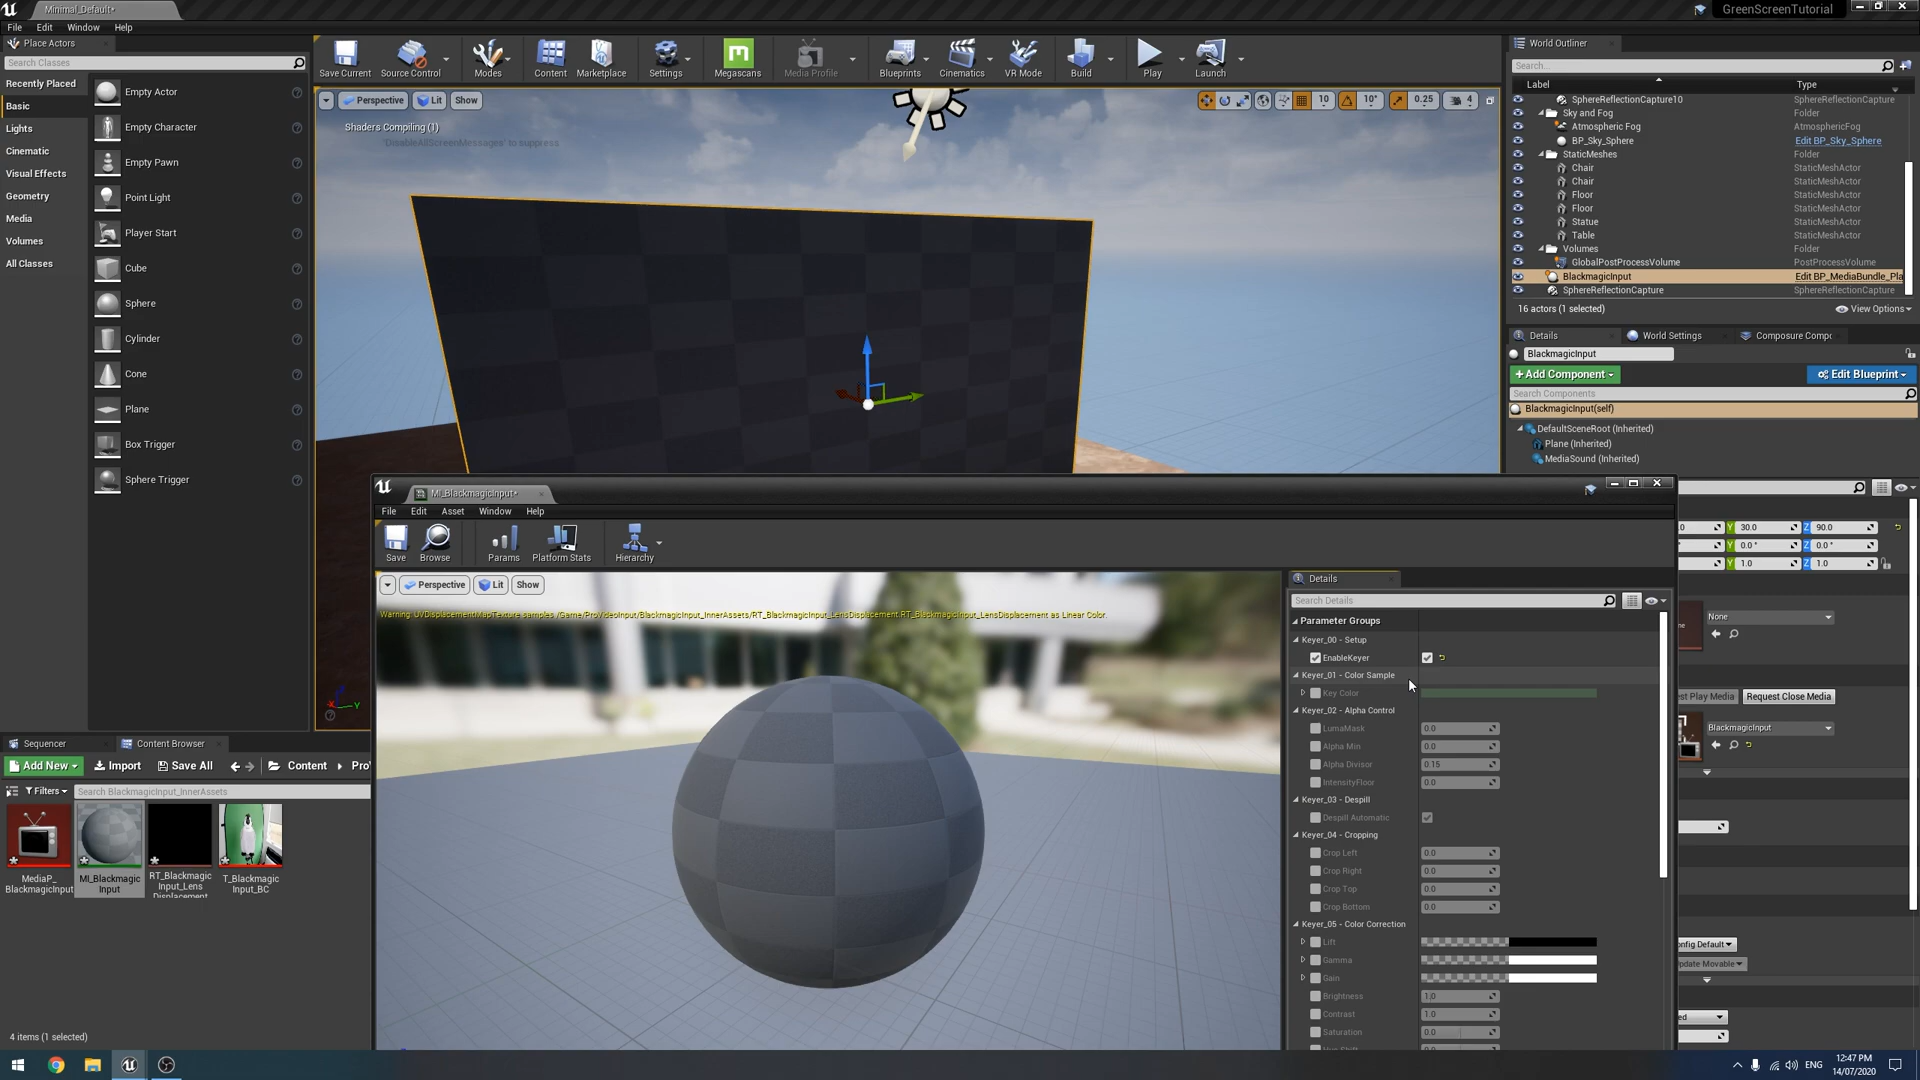 Minimal_Default*
GreenScreenTutorial
File Edit Window Help
Place Actors
Search Classes
Recently Placed
Basic
Lights
Cinematic
Visual Effects
Geometry
Media
Volumes
All Classes
Empty Actor
Empty Character
Empty Pawn
Point Light
Player Start
Cube
Sphere
Cylinder
Cone
Plane
Box Trigger
Sphere Trigger
Save Current
Source Control
Modes
Content
Marketplace
Settings
Megascans
Media Profile
Blueprints
Cinematics
VR Mode
Build
Play
Launch
Perspective Lit Show
10 10° 0.25 4
Shaders Compiling (1)
'DisableAllScreenMessages' to suppress
World Outliner
Search...
Label Type
SphereReflectionCapture10 SphereReflectionCapture
Sky and Fog Folder
Atmospheric Fog AtmosphericFog
BP_Sky_Sphere Edit BP_Sky_Sphere
StaticMeshes Folder
Chair StaticMeshActor
Chair StaticMeshActor
Floor StaticMeshActor
Floor StaticMeshActor
Statue StaticMeshActor
Table StaticMeshActor
Volumes Folder
GlobalPostProcessVolume PostProcessVolume
BlackmagicInput Edit BP_MediaBundle_Pla
SphereReflectionCapture SphereReflectionCapture
16 actors (1 selected) View Options
Details World Settings Composure Compo
BlackmagicInput
+Add Component Edit Blueprint
Search Components
BlackmagicInput(self)
DefaultSceneRoot (Inherited)
Plane (Inherited)
MediaSound (Inherited)
.0 Y 30.0 Z 90.0
Y 0.0° Z 0.0°
Y 1.0 Z 1.0
None
est Play Media Request Close Media
BlackmagicInput
onfig Default
Update Movable
ed
MI_BlackmagicInput*
File Edit Asset Window Help
Save Browse Params Platform Stats Hierarchy
Perspective Lit Show
Warning: UVDisplacementMapTexture samples /Game/ProVideoInput/BlackmagicInput_InnerAssets/RT_BlackmagicInput_LensDisplacement.RT_BlackmagicInput_LensDisplacement as Linear Color.
Details
Search Details
Parameter Groups
Keyer_00 - Setup
EnableKeyer
Keyer_01 - Color Sample
Key Color
Keyer_02 - Alpha Control
LumaMask 0.0
Alpha Min 0.0
Alpha Divisor 0.15
IntensityFloor 0.0
Keyer_03 - Despill
Despill Automatic
Keyer_04 - Cropping
Crop Left 0.0
Crop Right 0.0
Crop Top 0.0
Crop Bottom 0.0
Keyer_05 - Color Correction
Lift
Gamma
Gain
Brightness 1.0
Contrast 1.0
Saturation 0.0
Sequencer Content Browser
Add New Import Save All Content Pro
Filters Search BlackmagicInput_InnerAssets
MediaP_
BlackmagicInput
MI_Blackmagic
Input
RT_Blackmagic
Input_Lens
Displacement
T_Blackmagic
Input_BC
4 items (1 selected)
ENG
12:47 PM
14/07/2020